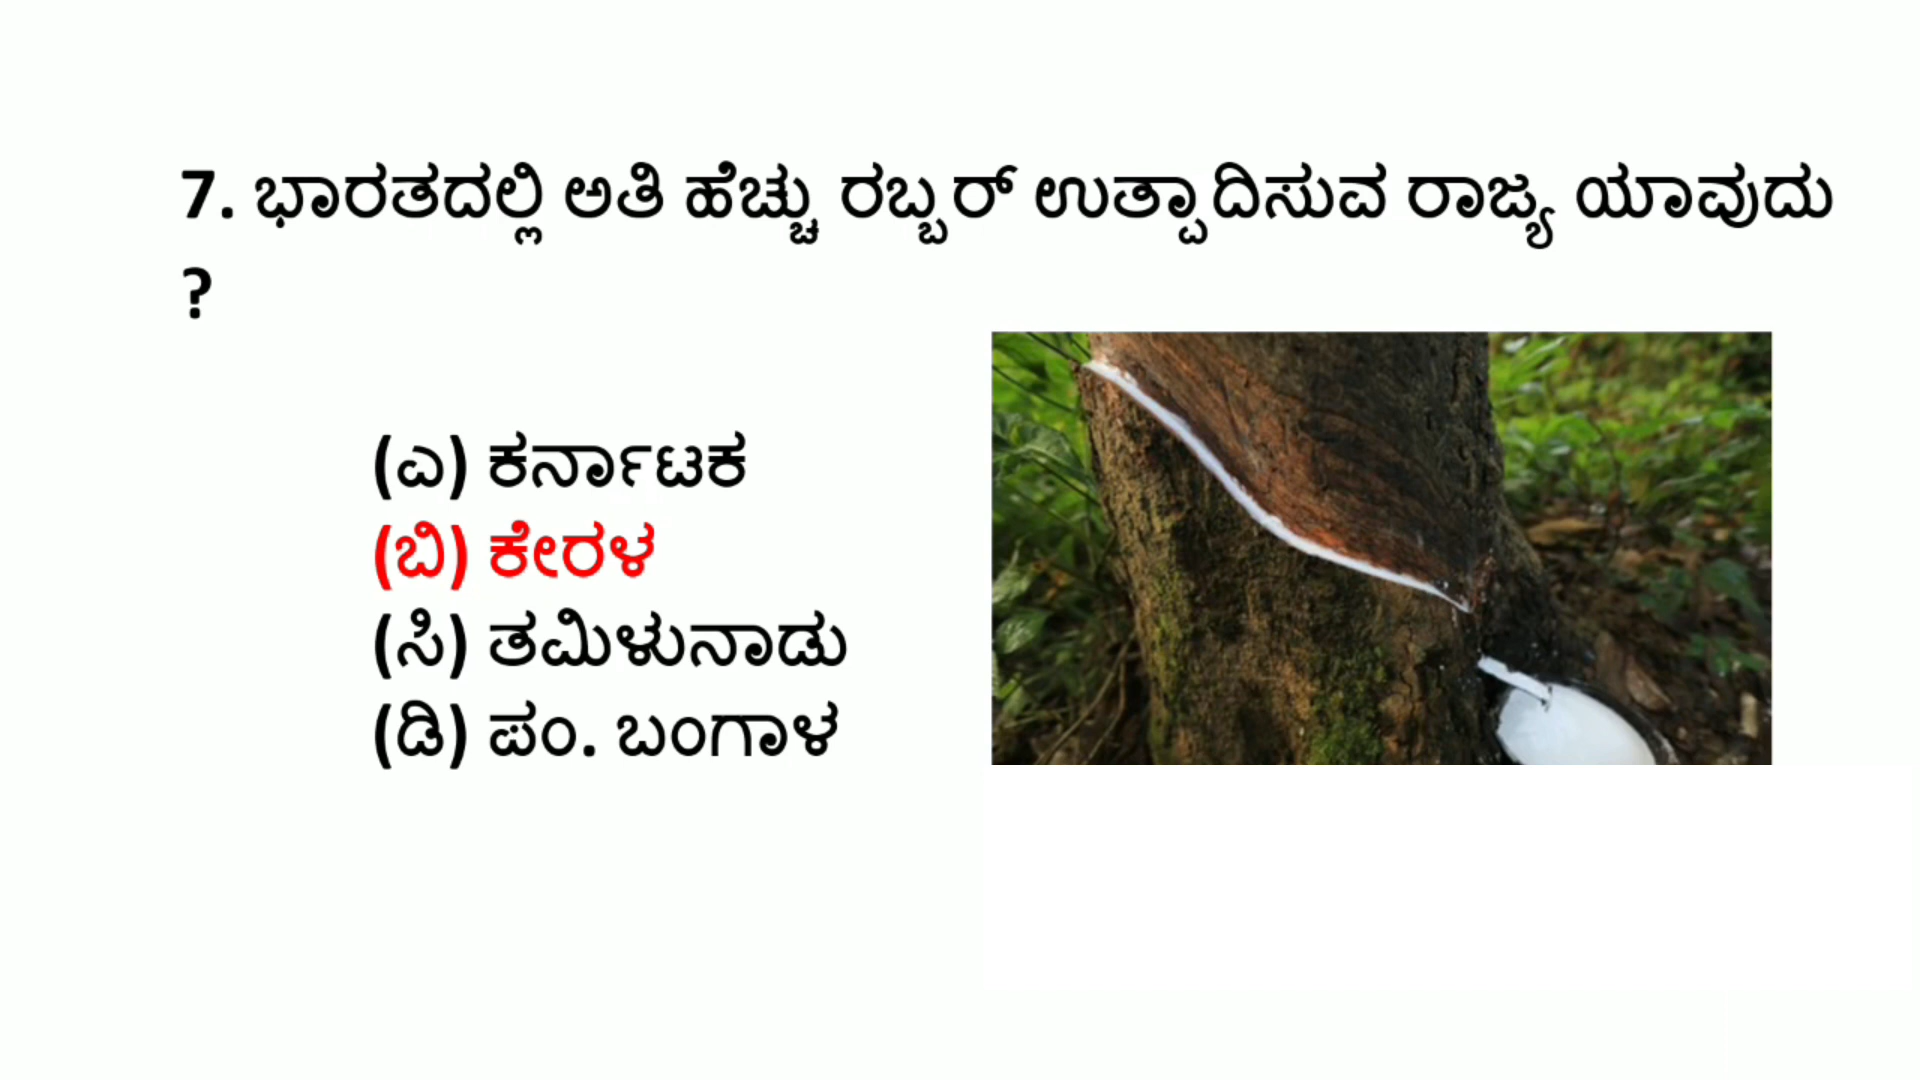 7. ಭಾರತದಲ್ಲಿ ಅತಿ ಹೆಚ್ಚು ರಬ್ಬರ್ ಉತ್ಪಾದಿಸುವ ರಾಜ್ಯ ಯಾವುದು
?
(ಎ) ಕರ್ನಾಟಕ
(ಬಿ) ಕೇರಳ
(ಸಿ) ತಮಿಳುನಾಡು
(ಡಿ) ಪಂ. ಬಂಗಾಳ